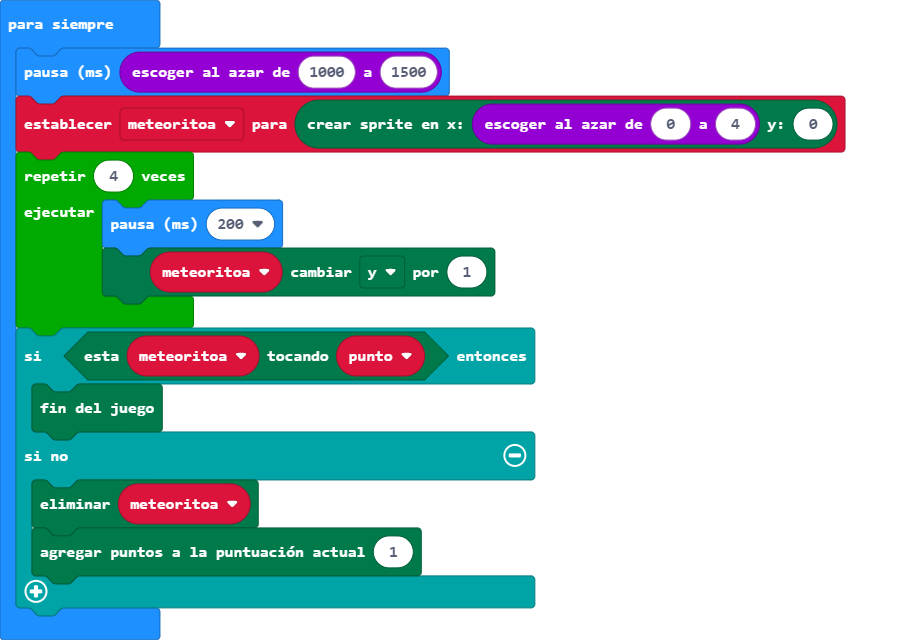 para siempre
pausa (ms) escoger al azar de 1000 a 1500
establecer meteoritoa para crear sprite en x: escoger al azar de 0 a 4 y: 0
repetir 4 veces
ejecutar
pausa (ms) 200
meteoritoa cambiar y por 1
si esta meteoritoa tocando punto entonces
fin del juego
si no
eliminar meteoritoa
agregar puntos a la puntuación actual 1